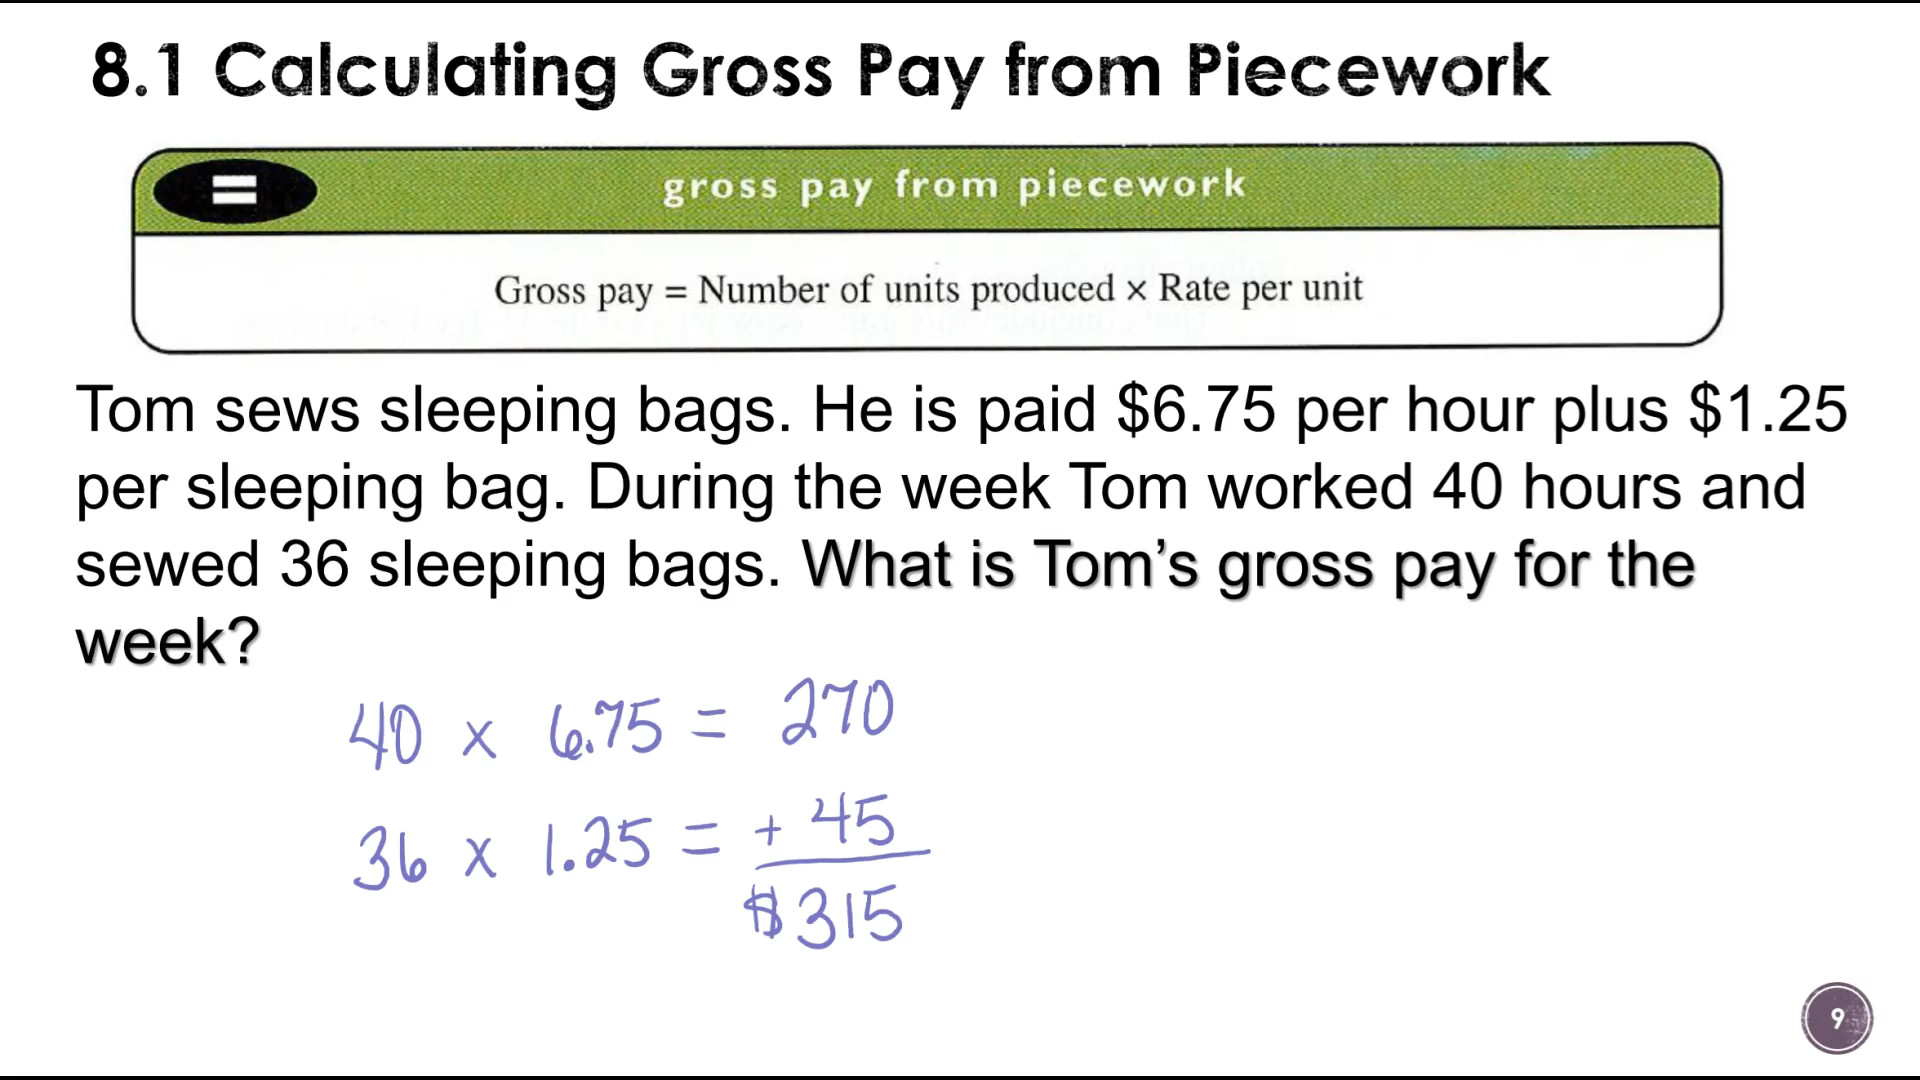 8.1 Calculating Gross Pay from Piecework
= gross pay from piecework
Gross pay = Number of units produced × Rate per unit
Tom sews sleeping bags. He is paid $6.75 per hour plus $1.25
per sleeping bag. During the week Tom worked 40 hours and
sewed 36 sleeping bags. What is Tom’s gross pay for the
week?
40 x 6.75 = 270
36 x 1.25 = + 45
$315
9